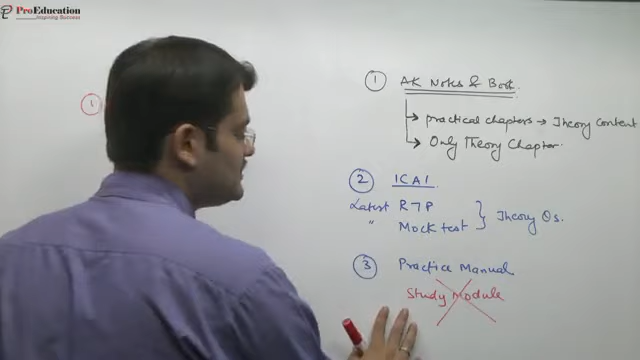 ProEducation
Inspiring Success
①
① AK Notes & Book.
→ practical chapters → Theory Content
→ Only Theory Chapter.
② ICAI
Latest RTP
" Mock test } Theory Qs.
③ Practice Manual
Study Module